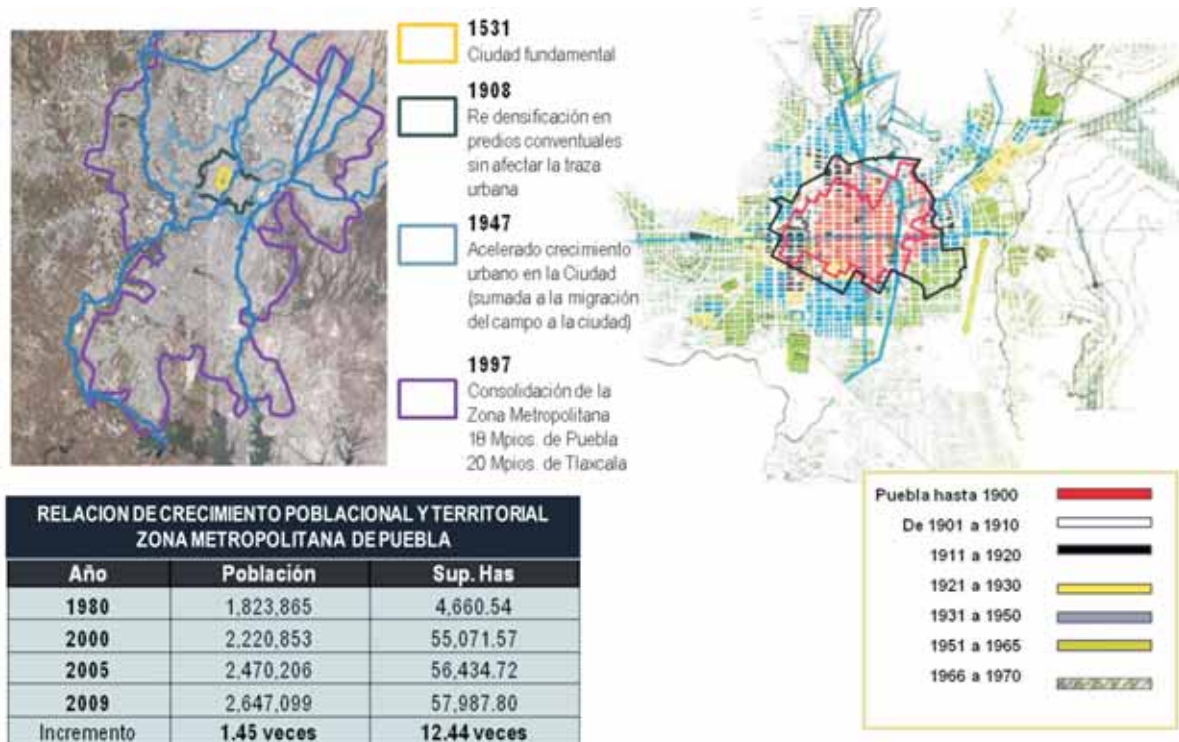 1531
Ciudad fundamental
1908
Re densificación en
predios conventuales
sin afectar la traza
urbana
1947
Acelerado crecimiento
urbano en la Ciudad
(sumada a la migración
del campo a la ciudad)
1997
Consolidación de la
Zona Metropolitana
18 Mpios. de Puebla
20 Mpios. de Tlaxcala
RELACION DE CRECIMIENTO POBLACIONAL Y TERRITORIAL
ZONA METROPOLITANA DE PUEBLA
Año Población Sup. Has
1980 1,823,865 4,660.54
2000 2,220,853 55,071.57
2005 2,470,206 56,434.72
2009 2,647,099 57,987.80
Incremento 1.45 veces 12.44 veces
Puebla hasta 1900
De 1901 a 1910
1911 a 1920
1921 a 1930
1931 a 1950
1951 a 1965
1966 a 1970